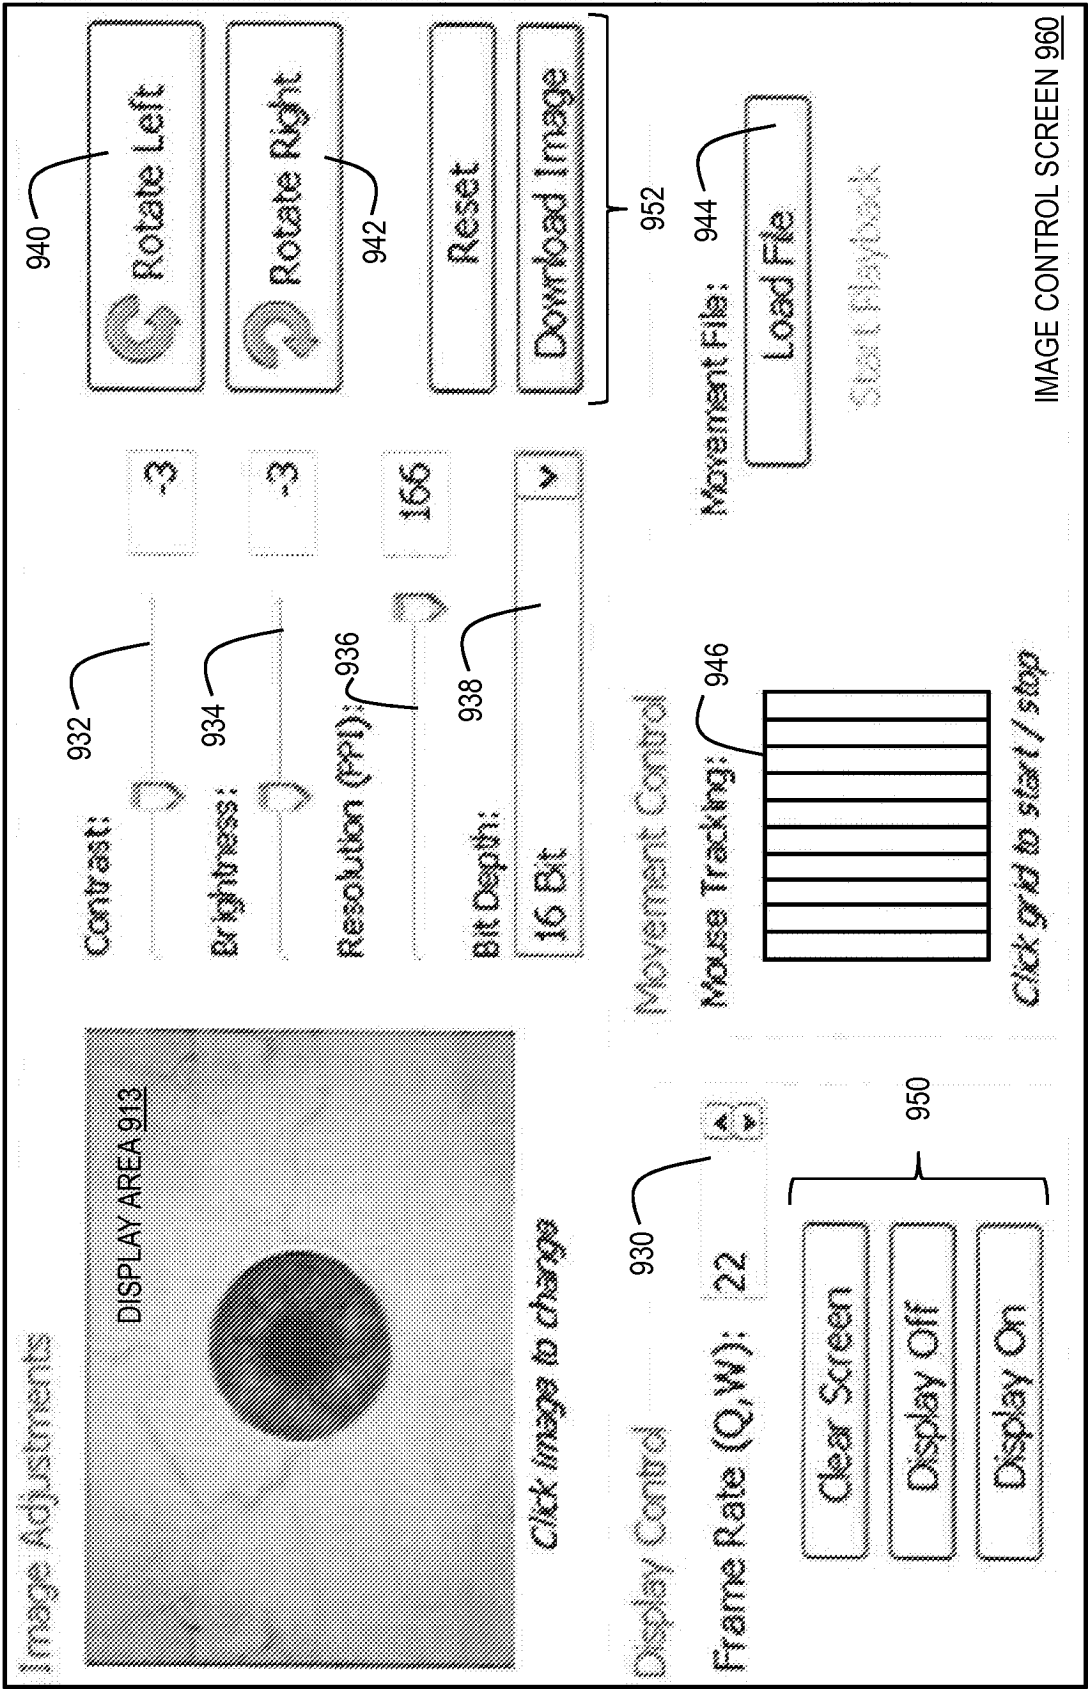 Image Adjustments
DISPLAY AREA 913
Click image to change
Contrast:
-3
932
Brightness:
-3
934
Resolution (PPI):
166
936
Bit Depth:
16 Bit
938
940
Rotate Left
Rotate Right
942
Reset
Download Image
952
Display Control
930
Frame Rate (Q,W):
22
Clear Screen
Display Off
Display On
950
Movement Control
Mouse Tracking:
946
Click grid to start / stop
Movement File:
944
Load File
Start Playback
IMAGE CONTROL SCREEN 960